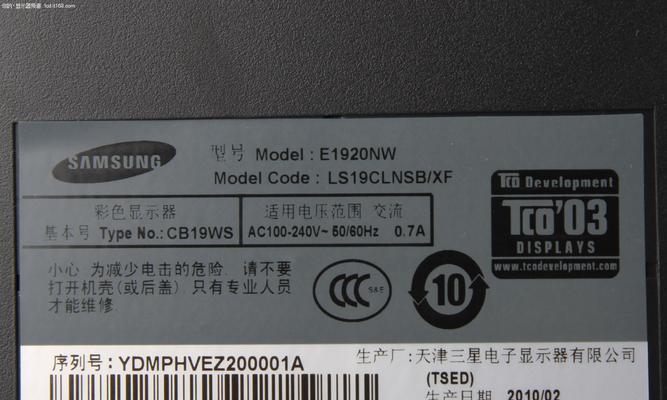 SAMSUNG
型号 Model : E1920NW
Model Code : LS19CLNSB/XF
彩色显示器
基本号 Type No.: CB19WS
适用电压范围 交流
AC100-240V~ 50/60Hz 0.7A
TCO Development
TCO'03
DISPLAYS
www.tcodevelopment.com
小心 为减少电击的危险, 请不要
打开机壳(或后盖),只有专业人员
才能维修.
CCC S&E
10
序列号: YDMPHVEZ200001A
生产厂: 天津三星电子显示器有限公司
(TSED)
生产日期 2010/02